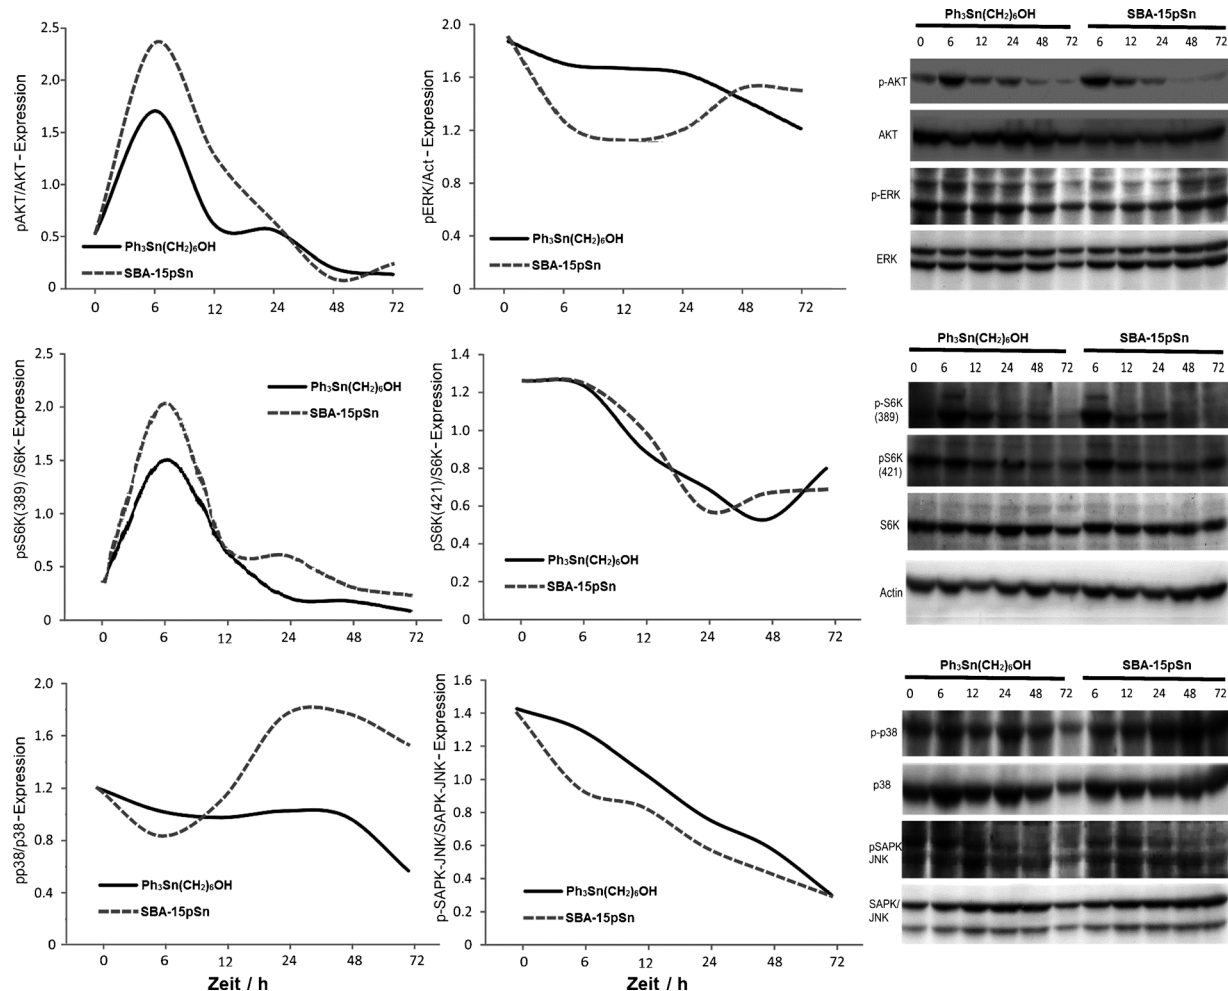 pAKT/AKT–Expression
2.5
2.0
1.5
1.0
0.5
0
Ph₃Sn(CH₂)₆OH
SBA-15pSn
0 6 12 24 48 72
pERK/Act – Expression
2.0
1.6
1.2
0.8
0.4
0
Ph₃Sn(CH₂)₆OH
SBA-15pSn
0 6 12 24 48 72
Ph₃Sn(CH₂)₆OH SBA-15pSn
0 6 12 24 48 72 6 12 24 48 72
p-AKT
AKT
p-ERK
ERK
psS6K(389) /S6K–Expression
2.5
2.0
1.5
1.0
0.5
0
Ph₃Sn(CH₂)₆OH
SBA-15pSn
0 6 12 24 48 72
pS6K(421)/S6K–Expression
1.4
1.2
1.0
0.8
0.6
0.4
0.2
0
Ph₃Sn(CH₂)₆OH
SBA-15pSn
0 6 12 24 48 72
Ph₃Sn(CH₂)₆OH SBA-15pSn
0 6 12 24 48 72 6 12 24 48 72
p-S6K
(389)
pS6K
(421)
S6K
Actin
pp38/p38–Expression
2.0
1.6
1.2
0.8
0.4
0
Ph₃Sn(CH₂)₆OH
SBA-15pSn
0 6 12 24 48 72
Zeit / h
p-SAPK-JNK/SAPK-JNK–Expression
1.6
1.4
1.2
1.0
0.8
0.6
0.4
0.2
0
Ph₃Sn(CH₂)₆OH
SBA-15pSn
0 6 12 24 48 72
Zeit / h
Ph₃Sn(CH₂)₆OH SBA-15pSn
0 6 12 24 48 72 6 12 24 48 72
p-p38
p38
pSAPK
JNK
SAPK/
JNK